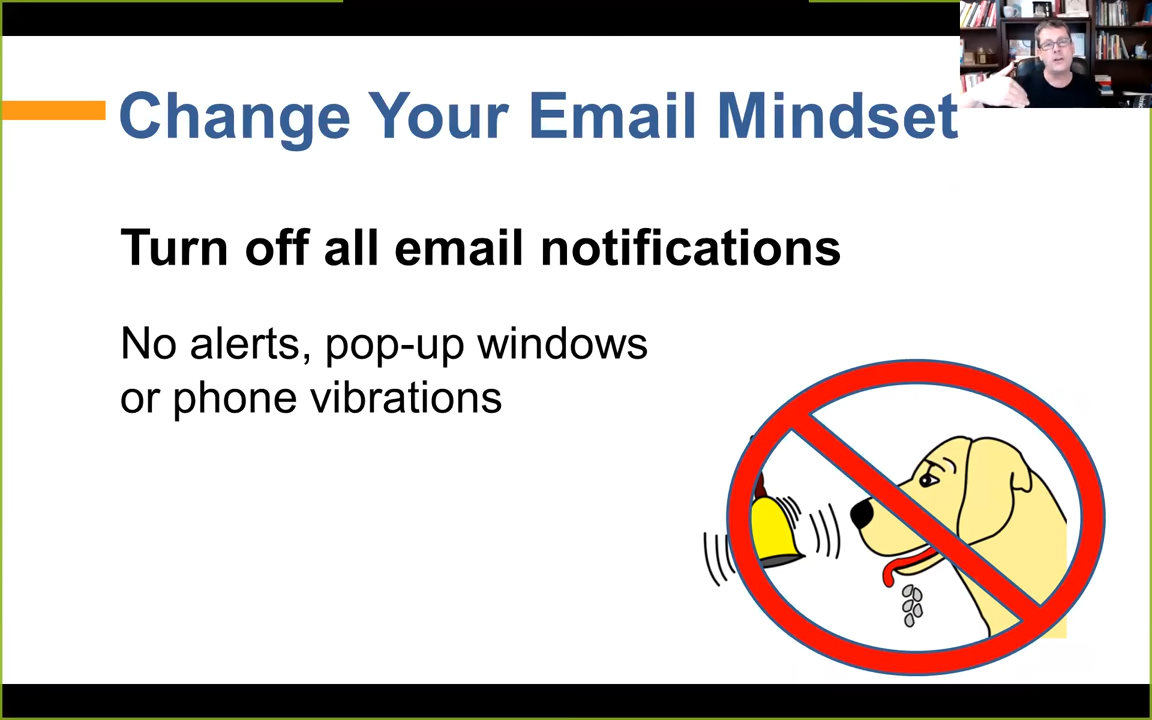 Change Your Email Mindset
Turn off all email notifications
No alerts, pop-up windows
or phone vibrations